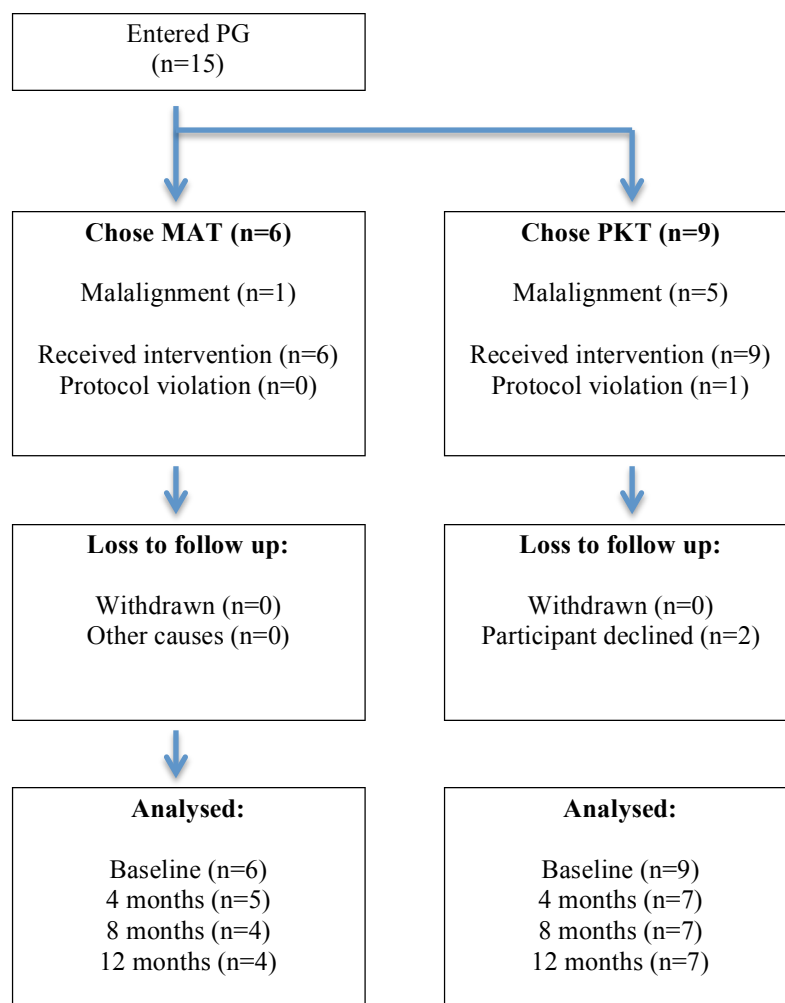 Entered PG
(n=15)
Chose MAT (n=6)
Malalignment (n=1)
Received intervention (n=6)
Protocol violation (n=0)
Chose PKT (n=9)
Malalignment (n=5)
Received intervention (n=9)
Protocol violation (n=1)
Loss to follow up:
Withdrawn (n=0)
Other causes (n=0)
Loss to follow up:
Withdrawn (n=0)
Participant declined (n=2)
Analysed:
Baseline (n=6)
4 months (n=5)
8 months (n=4)
12 months (n=4)
Analysed:
Baseline (n=9)
4 months (n=7)
8 months (n=7)
12 months (n=7)